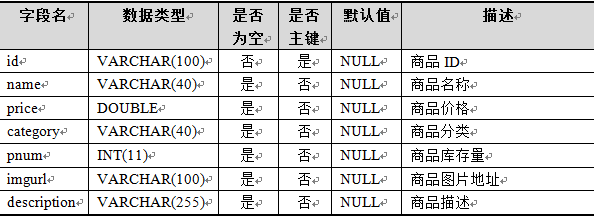 字段名 数据类型 是否为空 是否主键 默认值 描述
id VARCHAR(100) 否 是 NULL 商品 ID
name VARCHAR(40) 是 否 NULL 商品名称
price DOUBLE 是 否 NULL 商品价格
category VARCHAR(40) 是 否 NULL 商品分类
pnum INT(11) 是 否 NULL 商品库存量
imgurl VARCHAR(100) 是 否 NULL 商品图片地址
description VARCHAR(255) 是 否 NULL 商品描述